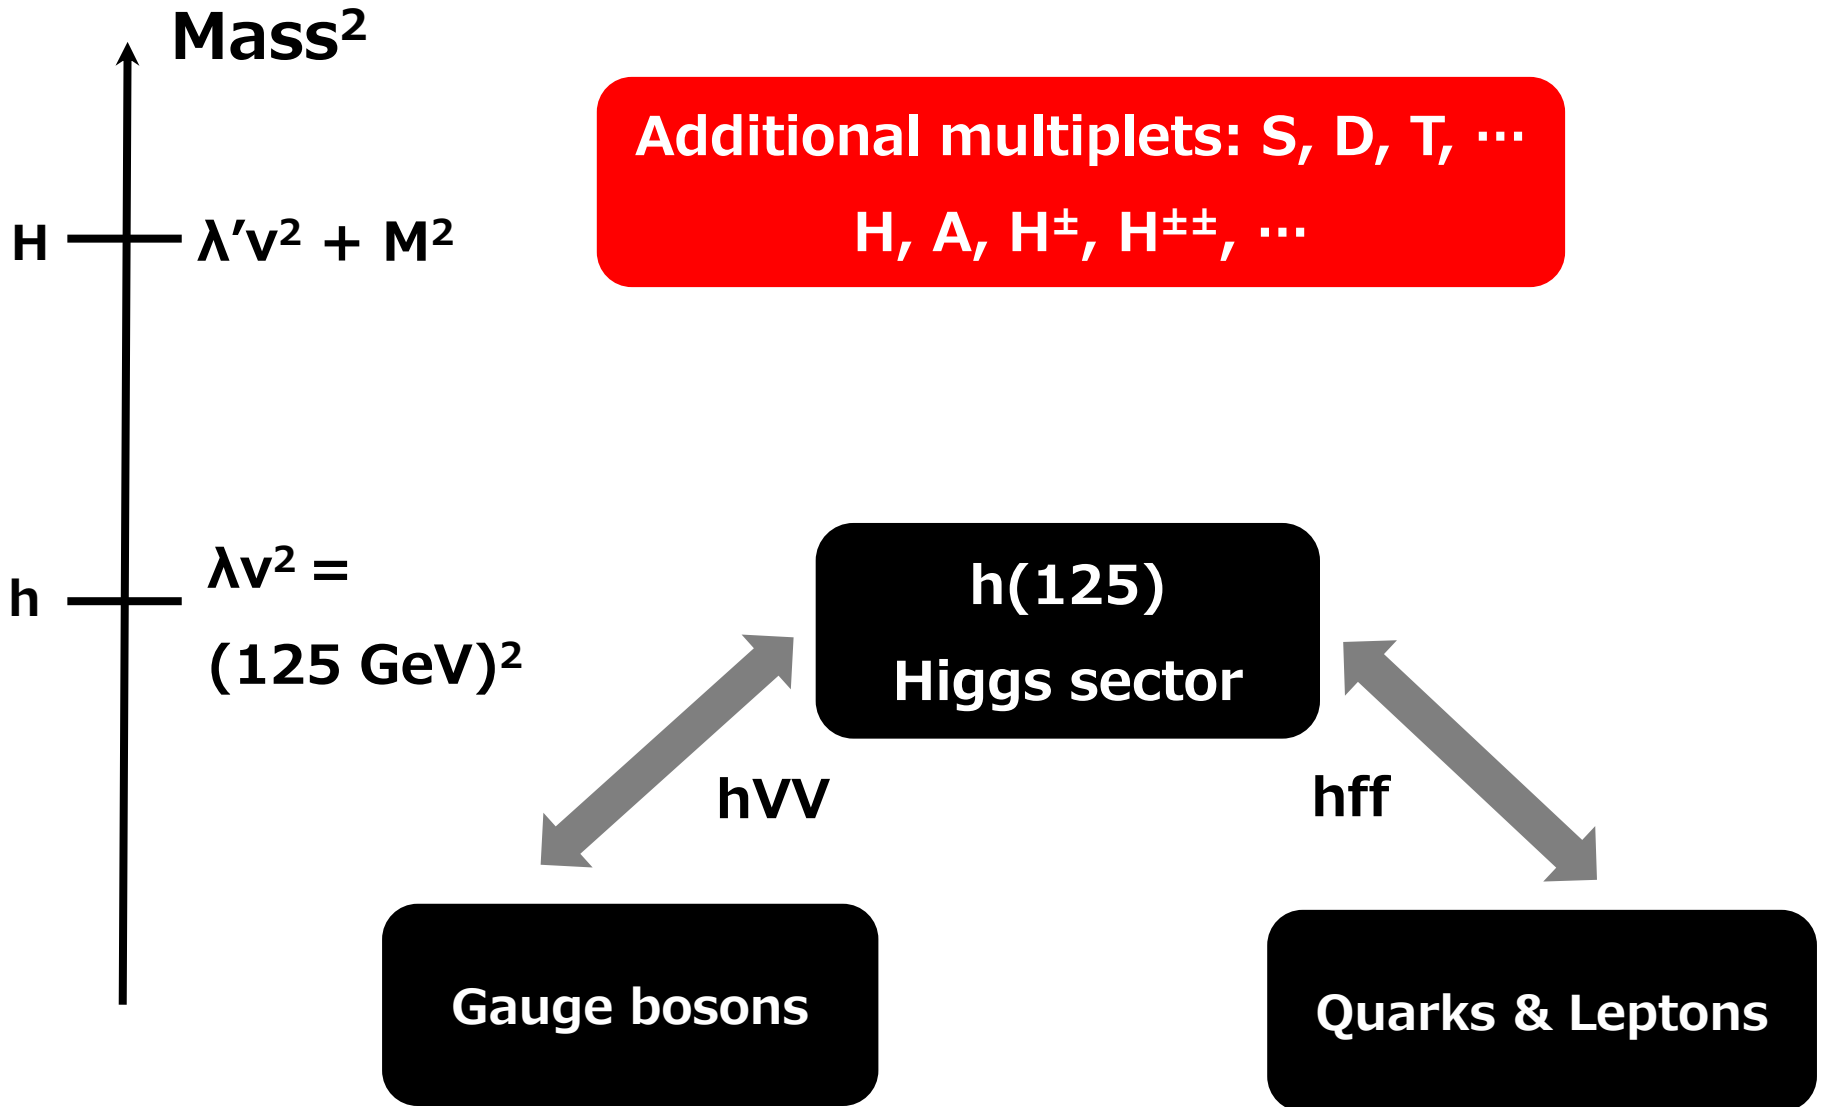 Mass²
Additional multiplets: S, D, T, ⋯
H, A, H±, H±±, ⋯
H
λ′v² + M²
h
λv² =
(125 GeV)²
h(125)
Higgs sector
hVV
hff
Gauge bosons
Quarks & Leptons